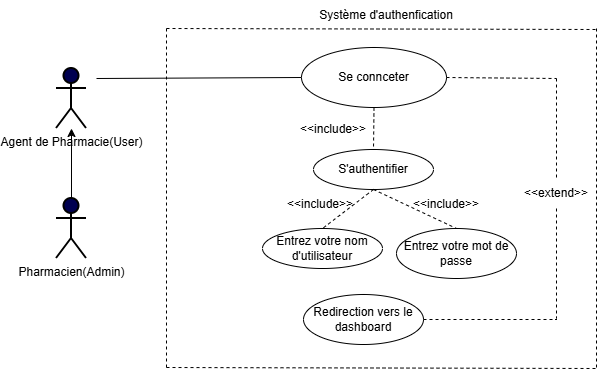 Système d'authenfication
Se connceter
<<include>>
Agent de Pharmacie(User)
S'authentifier
<<extend>>
<<include>>
<<include>>
Entrez votre nom
d'utilisateur
Entrez votre mot de
passe
Pharmacien(Admin)
Redirection vers le
dashboard